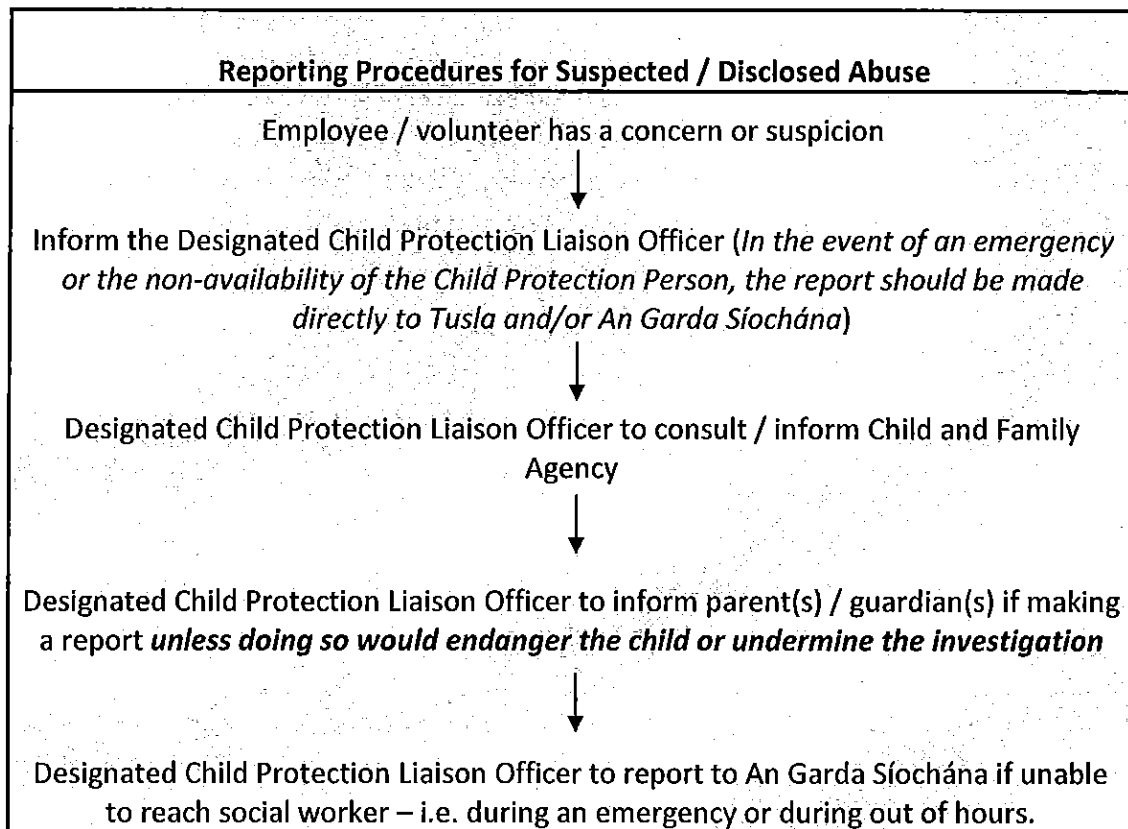 Reporting Procedures for Suspected / Disclosed Abuse
Employee / volunteer has a concern or suspicion
Inform the Designated Child Protection Liaison Officer (In the event of an emergency
or the non-availability of the Child Protection Person, the report should be made
directly to Tusla and/or An Garda Síochána)
Designated Child Protection Liaison Officer to consult / inform Child and Family
Agency
Designated Child Protection Liaison Officer to inform parent(s) / guardian(s) if making
a report unless doing so would endanger the child or undermine the investigation
Designated Child Protection Liaison Officer to report to An Garda Síochána if unable
to reach social worker – i.e. during an emergency or during out of hours.